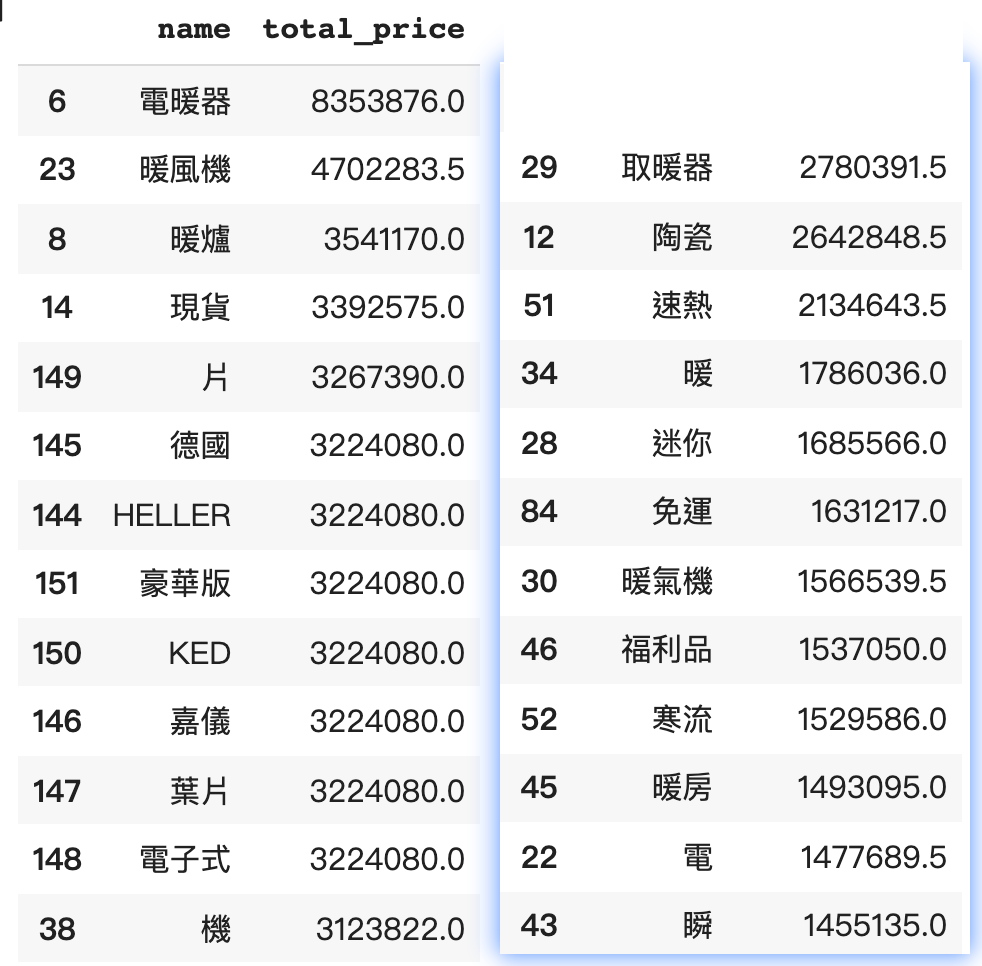 name total_price
6 電暖器 8353876.0
23 暖風機 4702283.5
8 暖爐 3541170.0
14 現貨 3392575.0
149 片 3267390.0
145 德國 3224080.0
144 HELLER 3224080.0
151 豪華版 3224080.0
150 KED 3224080.0
146 嘉儀 3224080.0
147 葉片 3224080.0
148 電子式 3224080.0
38 機 3123822.0
29 取暖器 2780391.5
12 陶瓷 2642848.5
51 速熱 2134643.5
34 暖 1786036.0
28 迷你 1685566.0
84 免運 1631217.0
30 暖氣機 1566539.5
46 福利品 1537050.0
52 寒流 1529586.0
45 暖房 1493095.0
22 電 1477689.5
43 瞬 1455135.0